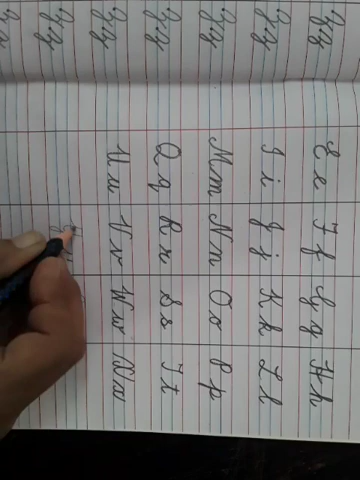 Ee Ff Gg Hh
Ii Jj Kk Ll
Mm Nn Oo Pp
Qq Rr Ss Tt
Uu Vv Ww Xx